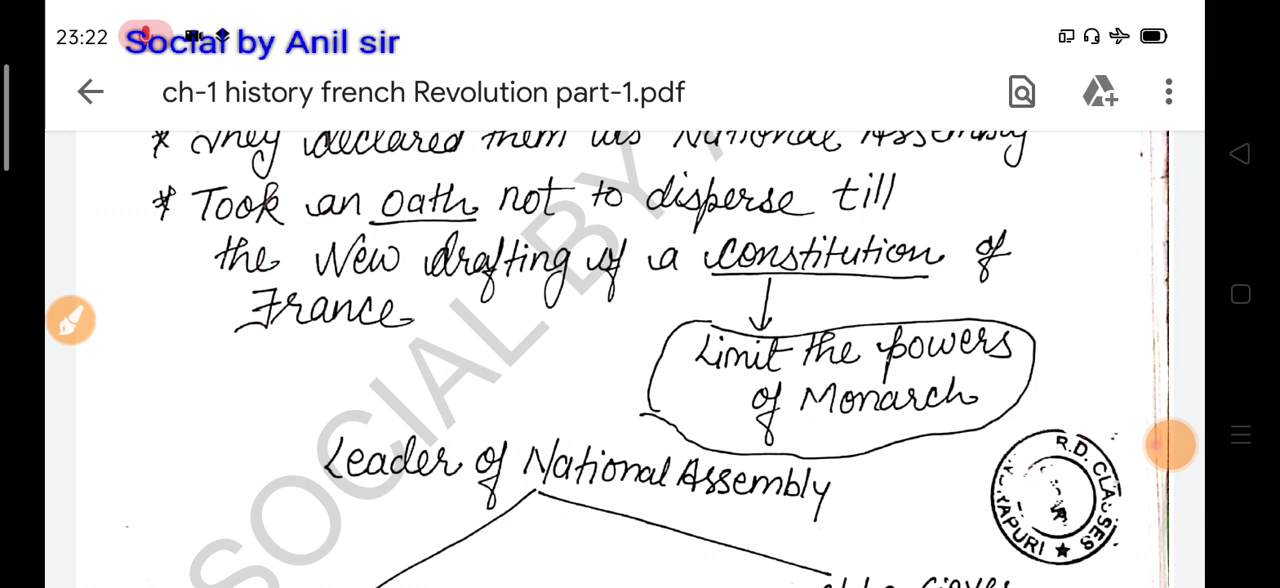 23:22
Social by Anil sir
ch-1 history french Revolution part-1.pdf
* They declared them as National Assembly
* Took an oath not to disperse till
the New drafting of a constitution of
France
Limit the powers
of Monarch
Leader of National Assembly
SOCIAL BY
R.D. CLASSES